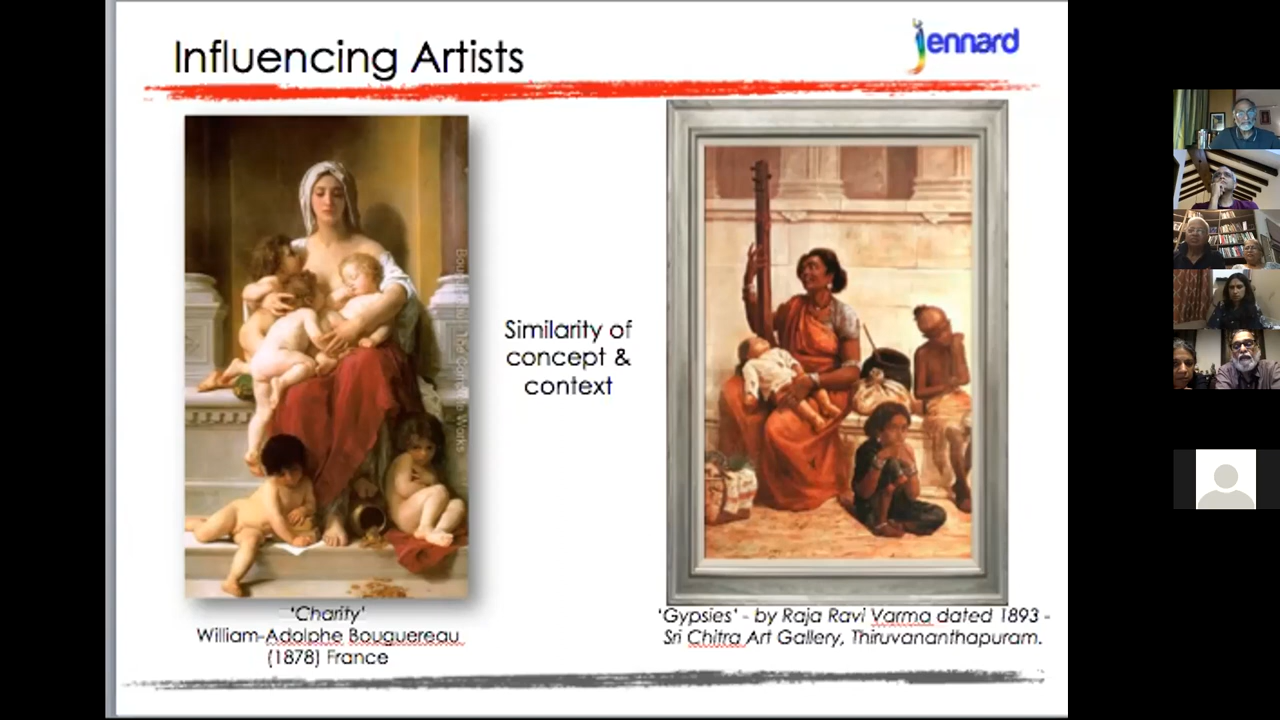 Influencing Artists
jennard
Similarity of
concept &
context
'Charity'
William-Adolphe Bouguereau
(1878) France
'Gypsies' - by Raja Ravi Varma dated 1893 -
Sri Chitra Art Gallery, Thiruvananthapuram.